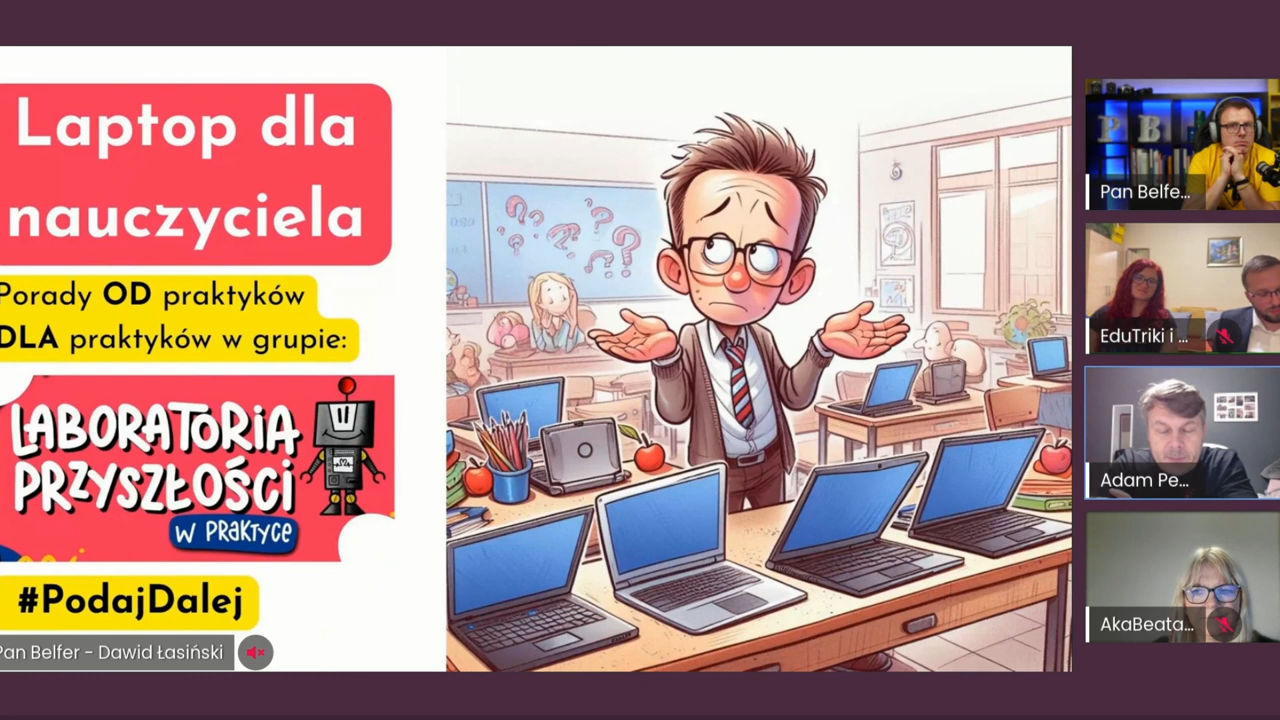 Laptop dla
nauczyciela
Porady OD praktyków
DLA praktyków w grupie:
LABORATORIA
PRZYSZŁOŚCI
W PRAKTYCE
#PodajDalej
Pan Belfer - Dawid Łasiński
Pan Belfe...
EduTriki i ...
Adam Pe...
AkaBeata...
P B